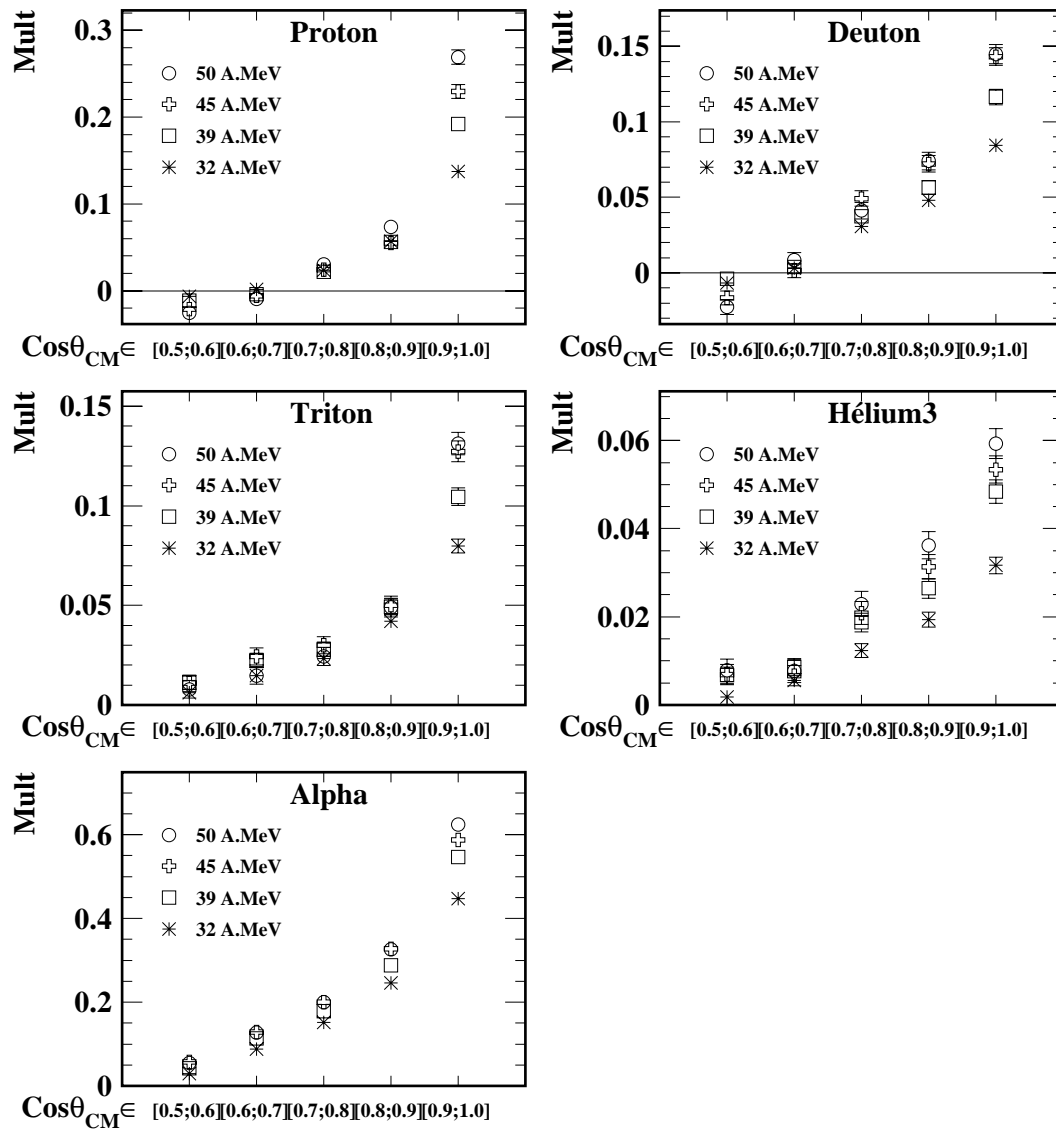 Mult
Proton
50 A.MeV
45 A.MeV
39 A.MeV
32 A.MeV
0.3
0.2
0.1
0
CosθCM∈ [0.5;0.6][0.6;0.7][0.7;0.8][0.8;0.9][0.9;1.0]
Mult
Deuton
50 A.MeV
45 A.MeV
39 A.MeV
32 A.MeV
0.15
0.1
0.05
0
CosθCM∈ [0.5;0.6][0.6;0.7][0.7;0.8][0.8;0.9][0.9;1.0]
Mult
Triton
50 A.MeV
45 A.MeV
39 A.MeV
32 A.MeV
0.15
0.1
0.05
0
CosθCM∈ [0.5;0.6][0.6;0.7][0.7;0.8][0.8;0.9][0.9;1.0]
Mult
Hélium3
50 A.MeV
45 A.MeV
39 A.MeV
32 A.MeV
0.06
0.04
0.02
0
CosθCM∈ [0.5;0.6][0.6;0.7][0.7;0.8][0.8;0.9][0.9;1.0]
Mult
Alpha
50 A.MeV
45 A.MeV
39 A.MeV
32 A.MeV
0.6
0.4
0.2
0
CosθCM∈ [0.5;0.6][0.6;0.7][0.7;0.8][0.8;0.9][0.9;1.0]